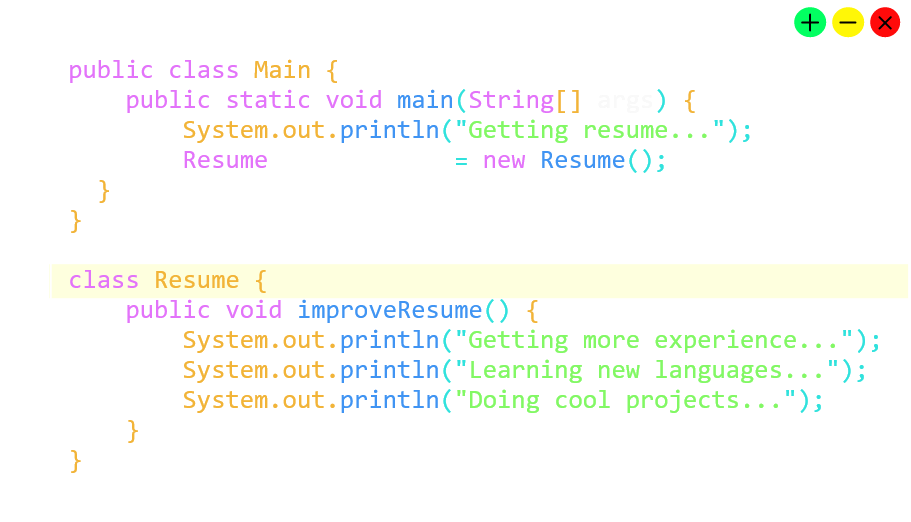 public class Main {
    public static void main(String[] args) {
        System.out.println("Getting resume...");
        Resume             = new Resume();
  }
}

class Resume {
    public void improveResume() {
        System.out.println("Getting more experience...");
        System.out.println("Learning new languages...");
        System.out.println("Doing cool projects...");
    }
}